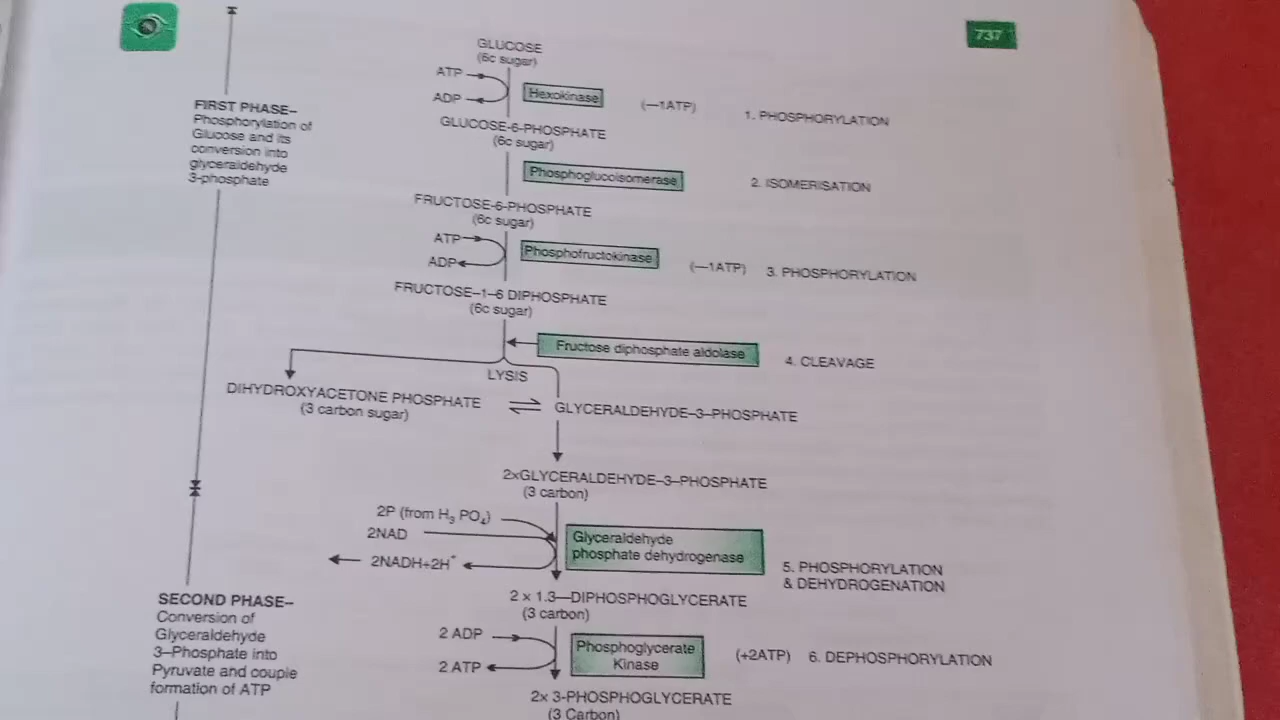 737
GLUCOSE
(6c sugar)
ATP
ADP
Hexokinase
(—1ATP)
1. PHOSPHORYLATION
FIRST PHASE–
Phosphorylation of
Glucose and its
conversion into
glyceraldehyde
3-phosphate
GLUCOSE-6-PHOSPHATE
(6c sugar)
Phosphoglucoisomerase
2. ISOMERISATION
FRUCTOSE-6-PHOSPHATE
(6c sugar)
ATP
ADP
Phosphofructokinase
(—1ATP)
3. PHOSPHORYLATION
FRUCTOSE–1–6 DIPHOSPHATE
(6c sugar)
Fructose diphosphate aldolase
4. CLEAVAGE
LYSIS
DIHYDROXYACETONE PHOSPHATE
(3 carbon sugar)
GLYCERALDEHYDE–3–PHOSPHATE
2xGLYCERALDEHYDE–3–PHOSPHATE
(3 carbon)
2P (from H3 PO4)
2NAD
2NADH+2H+
Glyceraldehyde
phosphate dehydrogenase
5. PHOSPHORYLATION
& DEHYDROGENATION
2 x 1.3—DIPHOSPHOGLYCERATE
(3 carbon)
SECOND PHASE–
Conversion of
Glyceraldehyde
3–Phosphate into
Pyruvate and couple
formation of ATP
2 ADP
2 ATP
Phosphoglycerate
Kinase
(+2ATP)
6. DEPHOSPHORYLATION
2x 3-PHOSPHOGLYCERATE
(3 Carbon)